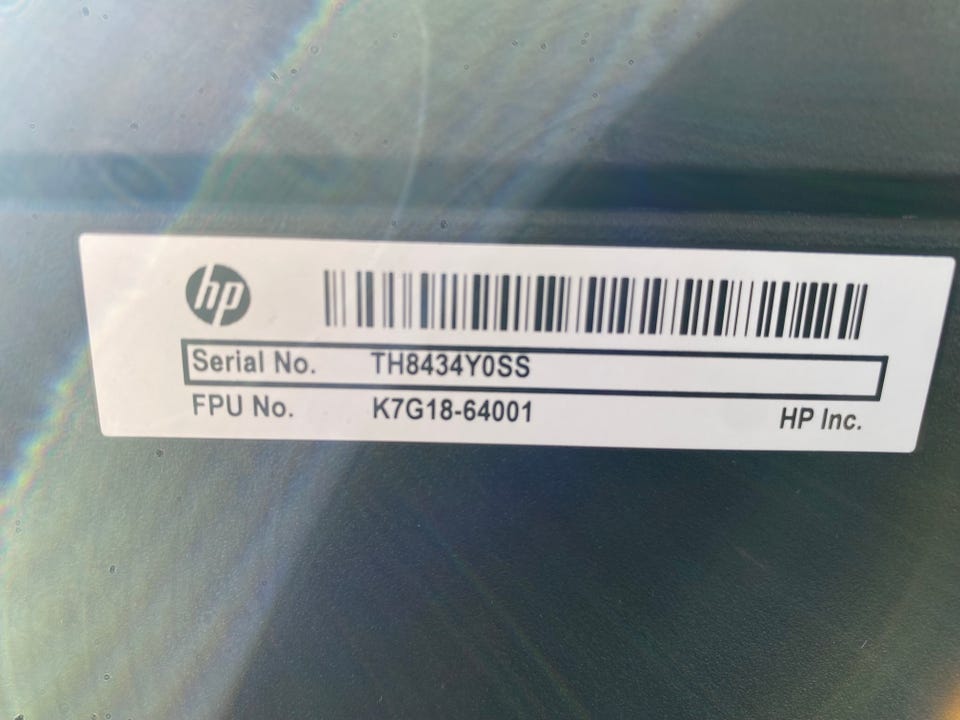 hp
Serial No. TH8434Y0SS
FPU No. K7G18-64001
HP Inc.